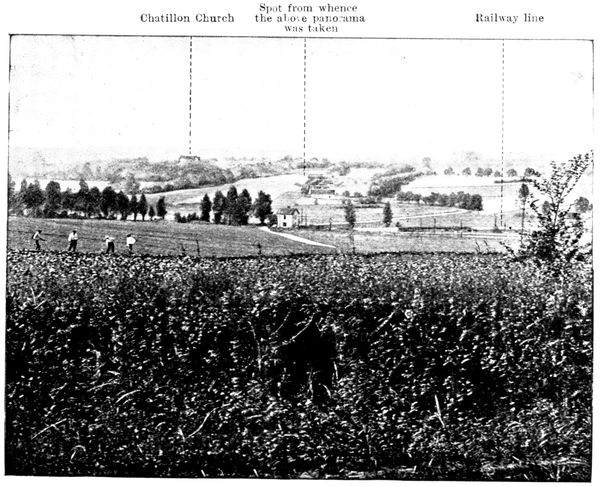 Chatillon Church
Spot from whence
the above panorama
was taken
Railway line